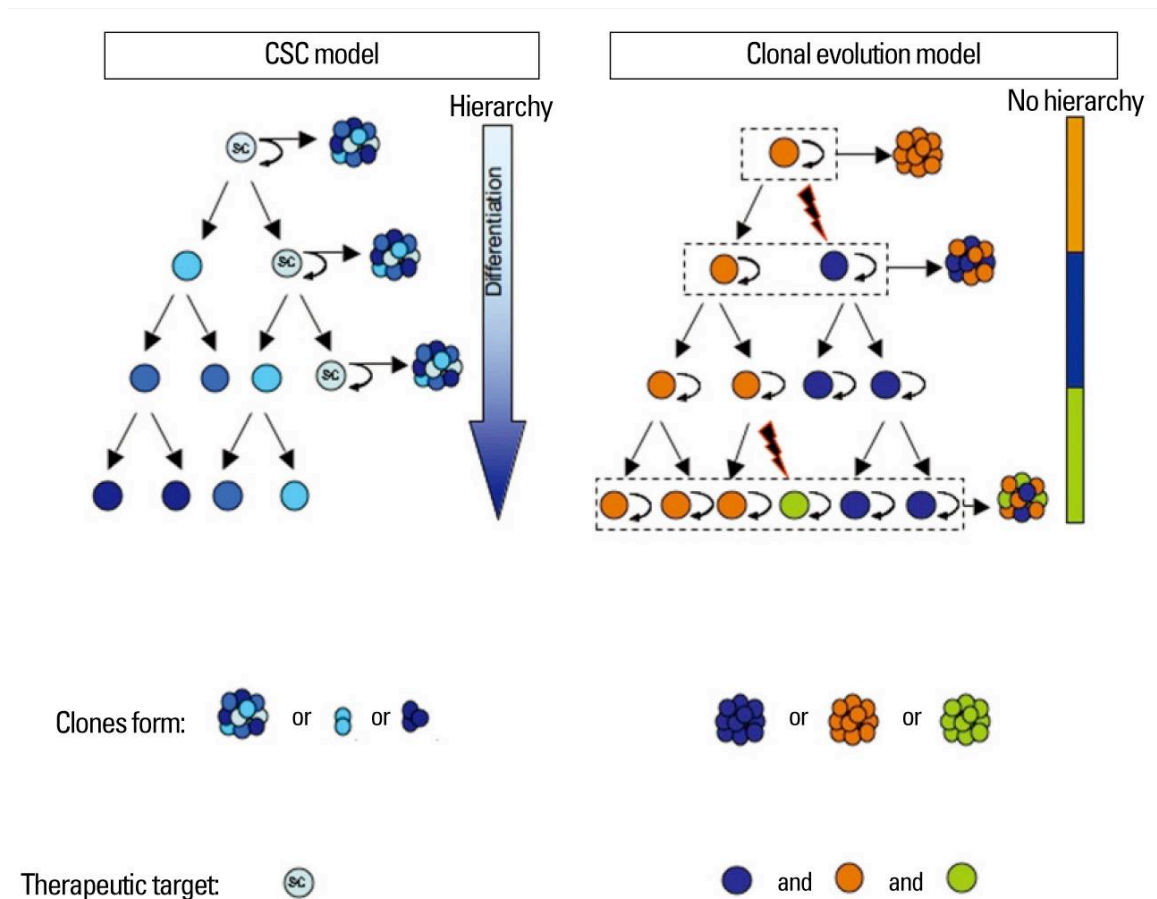 CSC model
Clonal evolution model
Hierarchy
No hierarchy
SC
SC
Differentiation
SC
Clones form:
or
or
or
or
Therapeutic target:
SC
and
and